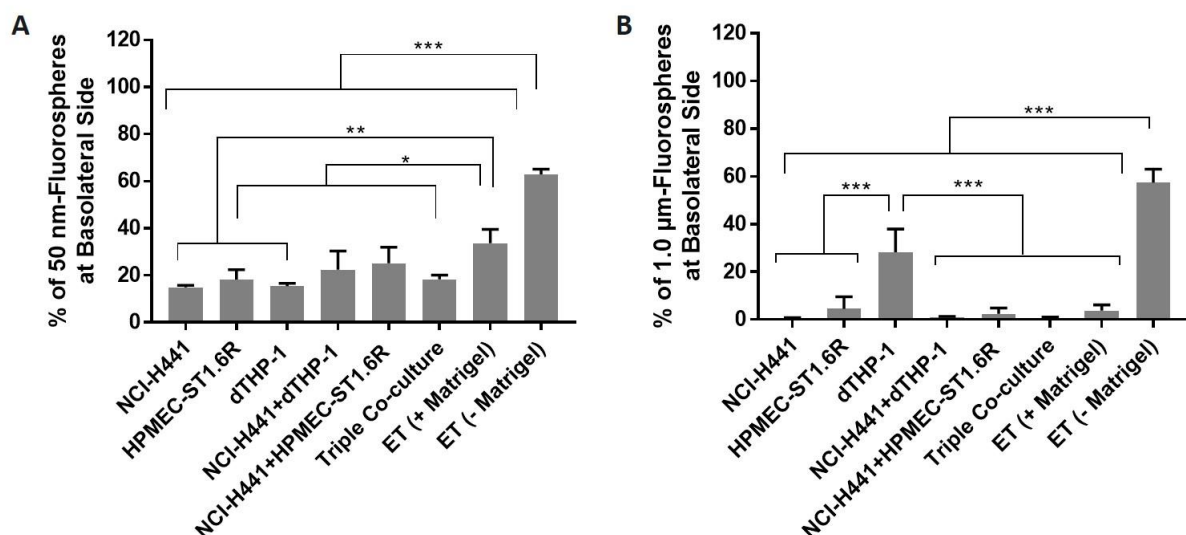 A
% of 50 nm-Fluorospheres
at Basolateral Side
120
100
80
60
40
20
0
***
**
*
NCI-H441
HPMEC-ST1.6R
dTHP-1
NCI-H441+dTHP-1
NCI-H441+HPMEC-ST1.6R
Triple Co-culture
ET (+ Matrigel)
ET (- Matrigel)
B
% of 1.0 µm-Fluorospheres
at Basolateral Side
120
100
80
60
40
20
0
***
***
***
NCI-H441
HPMEC-ST1.6R
dTHP-1
NCI-H441+dTHP-1
NCI-H441+HPMEC-ST1.6R
Triple Co-culture
ET (+ Matrigel)
ET (- Matrigel)